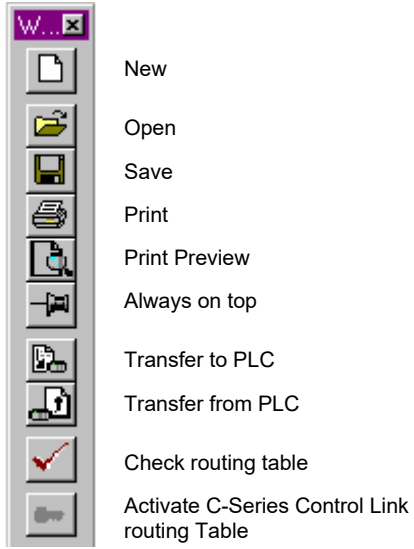 W...
New
Open
Save
Print
Print Preview
Always on top
Transfer to PLC
Transfer from PLC
Check routing table
Activate C-Series Control Link
routing Table